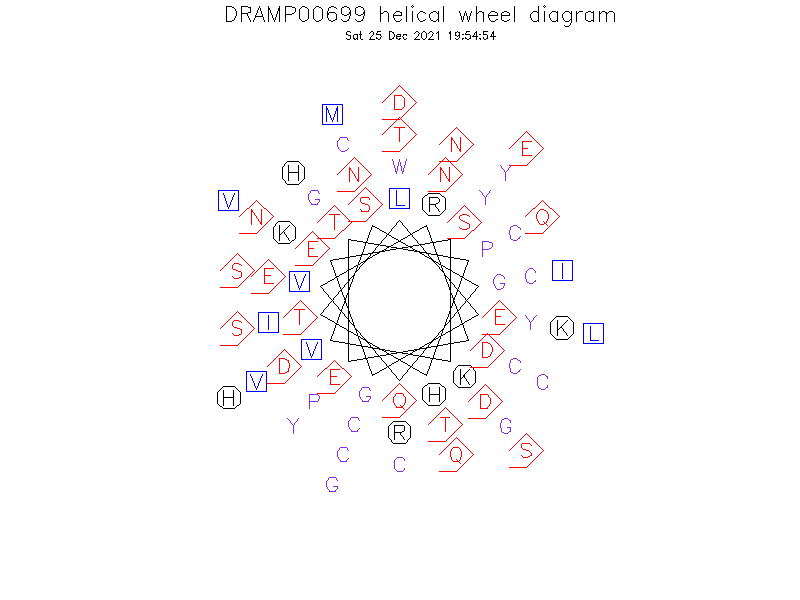 DRAMP00699 helical wheel diagram
Sat 25 Dec 2021 19:54:54
D
M
T
C N N E
W
H N N Y
V G S L R Y
N T S C Q
K E P
S E V G C I
S I T E Y K L
V D
D E K C C
H V P G Q H D
Y C R T G
C C Q S
G